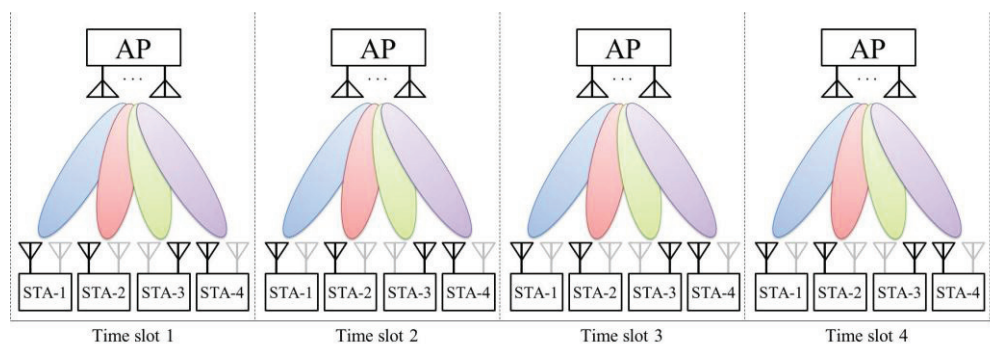 AP AP AP AP
... ... ... ...
STA-1 STA-2 STA-3 STA-4 STA-1 STA-2 STA-3 STA-4 STA-1 STA-2 STA-3 STA-4 STA-1 STA-2 STA-3 STA-4
Time slot 1 Time slot 2 Time slot 3 Time slot 4